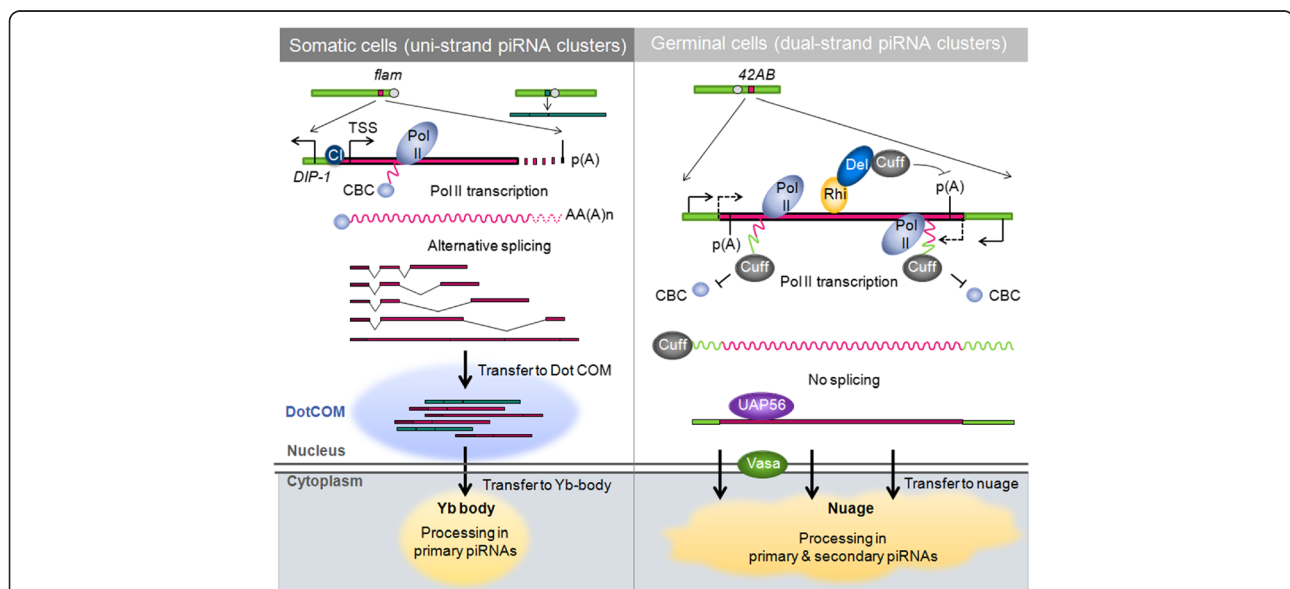 Somatic cells (uni-strand piRNA clusters)
Germinal cells (dual-strand piRNA clusters)
flam
TSS
Pol
II
CI
p(A)
DIP-1
CBC
Pol II transcription
AA(A)n
Alternative splicing
Transfer to Dot COM
DotCOM
Nucleus
Cytoplasm
Transfer to Yb-body
Yb body
Processing in
primary piRNAs
42AB
Del
Cuff
Rhi
Pol
II
p(A)
p(A)
Pol
II
Cuff
Cuff
Pol II transcription
CBC
CBC
Cuff
No splicing
UAP56
Vasa
Transfer to nuage
Nuage
Processing in
primary & secondary piRNAs